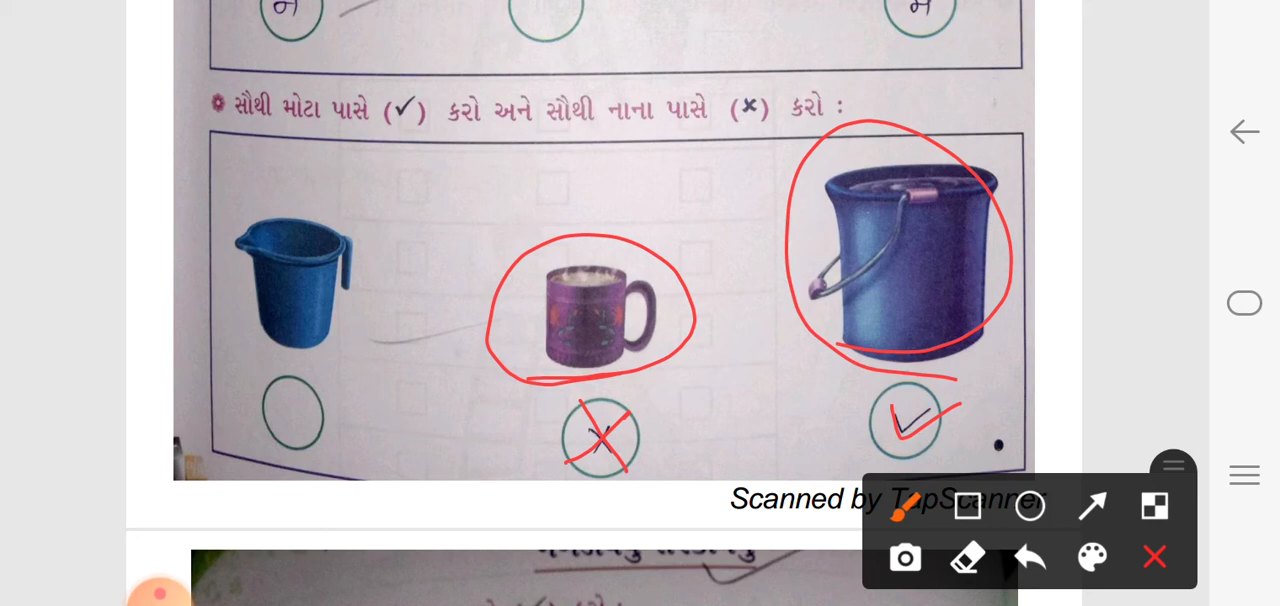 સૌથી મોટા પાસે (✓) કરો અને સૌથી નાના પાસે (×) કરો :
Scanned by TapScanner